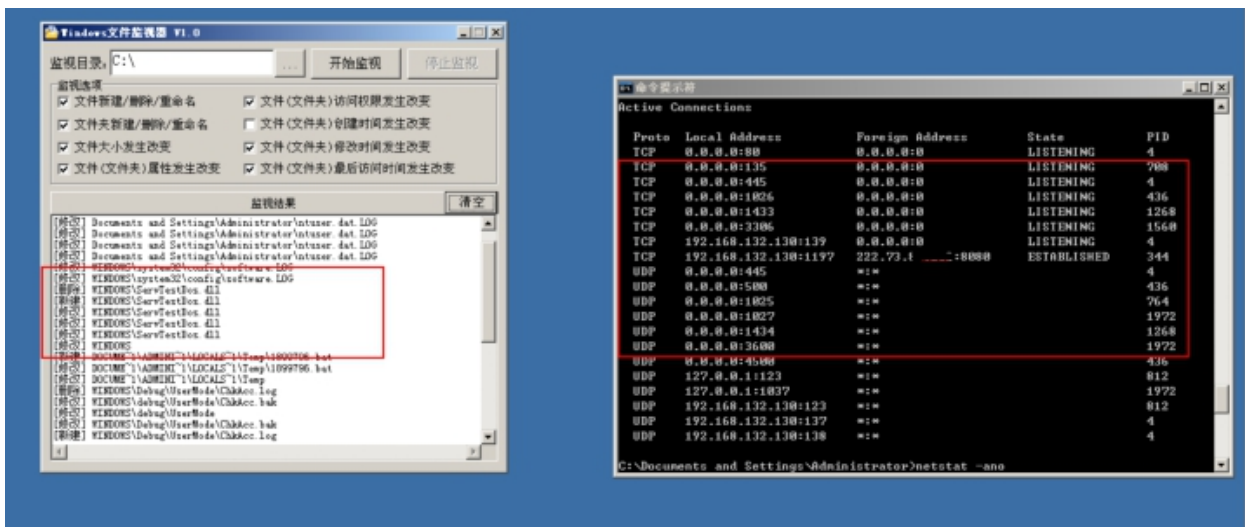 Windows文件监视器 V1.0
监视目录: C:\ ... 开始监视 停止监视
监视选项
文件新建/删除/重命名 文件(文件夹)访问权限发生改变
文件夹新建/删除/重命名 文件(文件夹)创建时间发生改变
文件大小发生改变 文件(文件夹)修改时间发生改变
文件(文件夹)属性发生改变 文件(文件夹)最后访问时间发生改变
监视结果 清空
[修改] Documents and Settings\Administrator\ntuser.dat.LOG
[修改] Documents and Settings\Administrator\ntuser.dat.LOG
[修改] Documents and Settings\Administrator\ntuser.dat.LOG
[修改] Documents and Settings\Administrator\ntuser.dat.LOG
[修改] WINDOWS\system32\config\software.LOG
[修改] WINDOWS\system32\config\software.LOG
[删除] WINDOWS\ServTestDos.dll
[新建] WINDOWS\ServTestDos.dll
[修改] WINDOWS\ServTestDos.dll
[修改] WINDOWS\ServTestDos.dll
[修改] WINDOWS\ServTestDos.dll
[修改] WINDOWS
[新建] DOCUME~1\ADMINI~1\LOCALS~1\Temp\1899796.bat
[修改] DOCUME~1\ADMINI~1\LOCALS~1\Temp\1899796.bat
[修改] DOCUME~1\ADMINI~1\LOCALS~1\Temp
[删除] WINDOWS\Debug\UserMode\ChkAcc.log
[修改] WINDOWS\debug\UserMode\ChkAcc.bak
[修改] WINDOWS\debug\UserMode
[修改] WINDOWS\Debug\UserMode\ChkAcc.bak
[新建] WINDOWS\Debug\UserMode\ChkAcc.log
命令提示符
Active Connections
Proto Local Address Foreign Address State PID
TCP 0.0.0.0:80 0.0.0.0:0 LISTENING 4
TCP 0.0.0.0:135 0.0.0.0:0 LISTENING 708
TCP 0.0.0.0:445 0.0.0.0:0 LISTENING 4
TCP 0.0.0.0:1026 0.0.0.0:0 LISTENING 436
TCP 0.0.0.0:1433 0.0.0.0:0 LISTENING 1268
TCP 0.0.0.0:3306 0.0.0.0:0 LISTENING 1560
TCP 192.168.132.130:139 0.0.0.0:0 LISTENING 4
TCP 192.168.132.130:1197 222.73. :8080 ESTABLISHED 344
UDP 0.0.0.0:445 *:* 4
UDP 0.0.0.0:500 *:* 436
UDP 0.0.0.0:1025 *:* 764
UDP 0.0.0.0:1027 *:* 1972
UDP 0.0.0.0:1434 *:* 1268
UDP 0.0.0.0:3600 *:* 1972
UDP 0.0.0.0:4500 *:* 436
UDP 127.0.0.1:123 *:* 812
UDP 127.0.0.1:1037 *:* 1972
UDP 192.168.132.130:123 *:* 812
UDP 192.168.132.130:137 *:* 4
UDP 192.168.132.130:138 *:* 4
C:\Documents and Settings\Administrator>netstat -ano